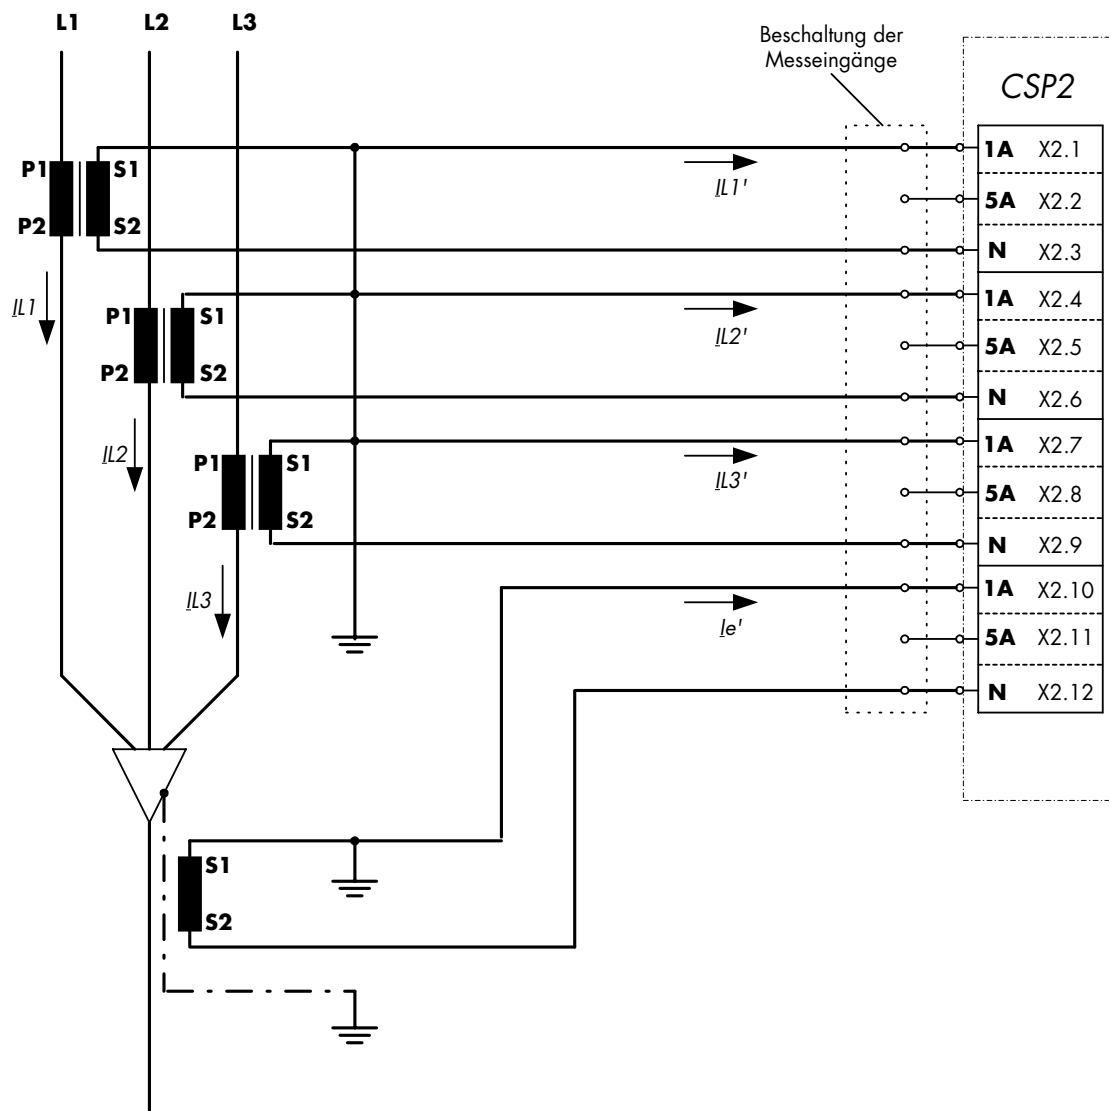 L1 L2 L3
Beschaltung der
Messeingänge
CSP2
P1 S1
P2 S2
IL1
IL1'
1A X2.1
5A X2.2
N X2.3
P1 S1
P2 S2
IL2
IL2'
1A X2.4
5A X2.5
N X2.6
P1 S1
P2 S2
IL3
IL3'
1A X2.7
5A X2.8
N X2.9
Ie'
1A X2.10
5A X2.11
N X2.12
S1
S2